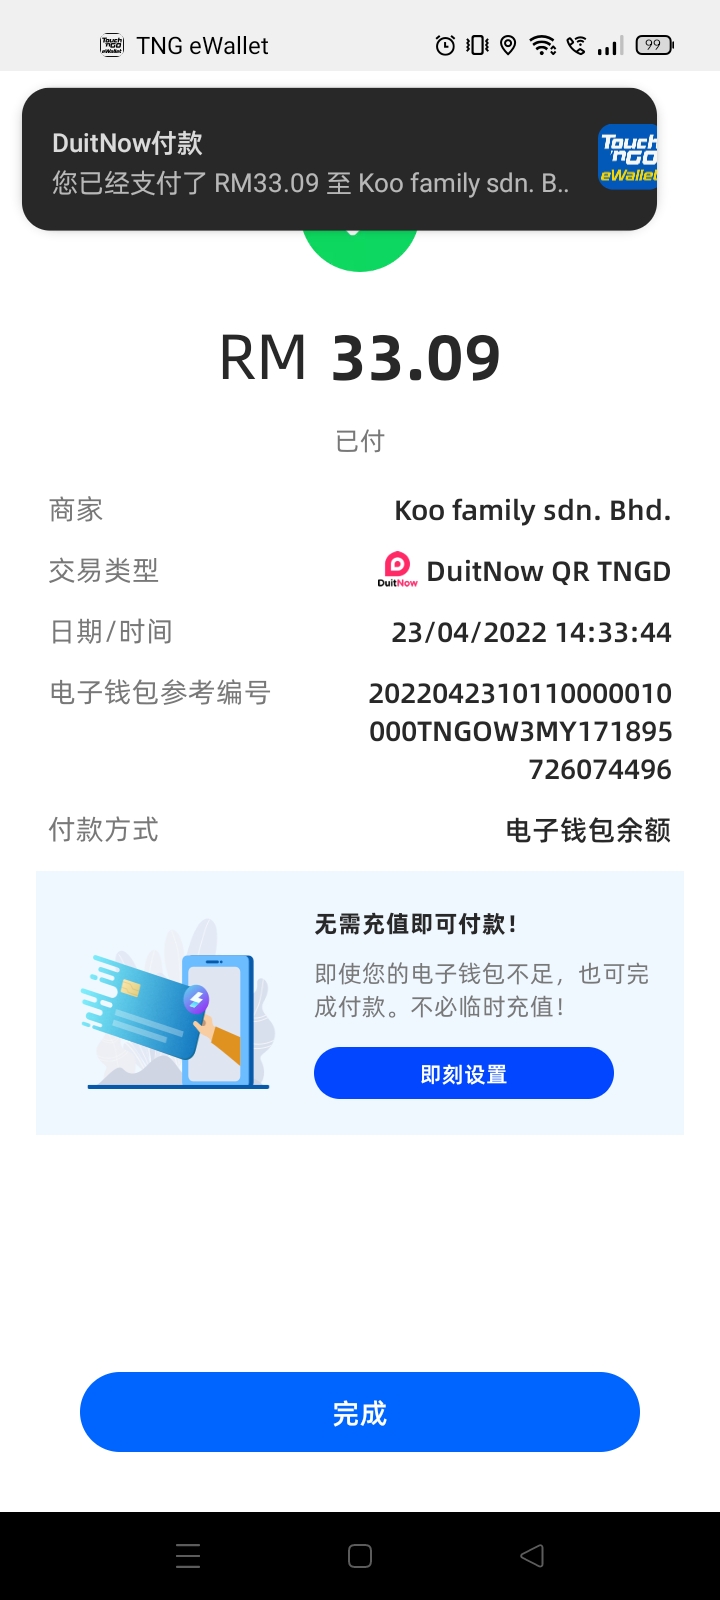 TNG eWallet
99
DuitNow付款
您已经支付了 RM33.09 至 Koo family sdn. B..
Touch
'nGO
eWallet
RM 33.09
已付
商家 Koo family sdn. Bhd.
交易类型 DuitNow DuitNow QR TNGD
日期/时间 23/04/2022 14:33:44
电子钱包参考编号 2022042310110000010
000TNGOW3MY171895
726074496
付款方式 电子钱包余额
无需充值即可付款!
即使您的电子钱包不足，也可完
成付款。不必临时充值!
即刻设置
完成